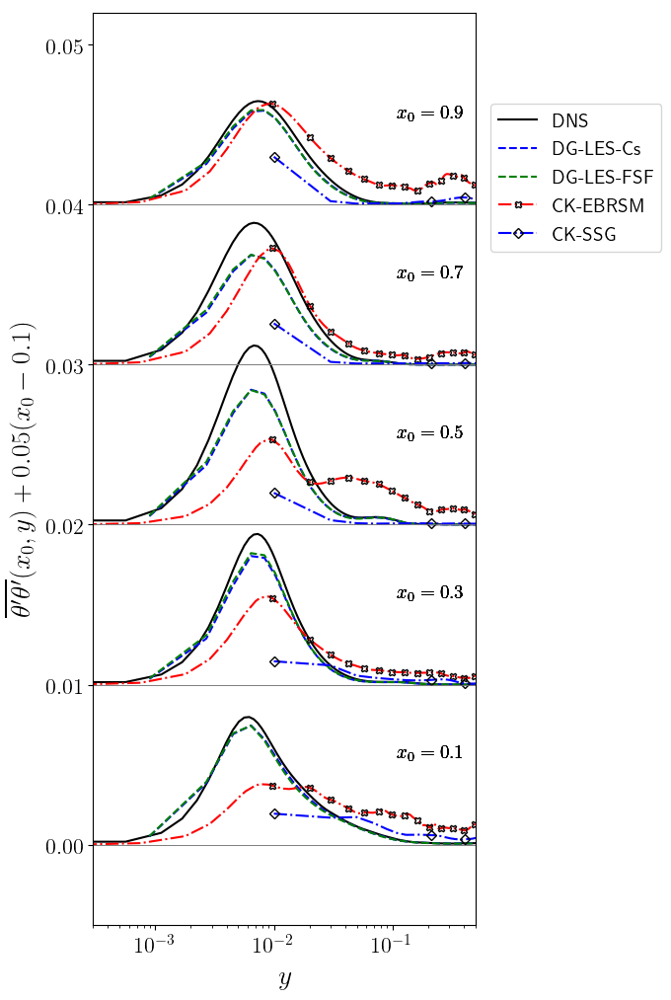 0.05
0.04
0.03
0.02
0.01
0.00
$\overline{\theta'\theta'}(x_0, y) + 0.05(x_0 - 0.1)$
$x_0 = 0.9$
$x_0 = 0.7$
$x_0 = 0.5$
$x_0 = 0.3$
$x_0 = 0.1$
$10^{-3}$ $10^{-2}$ $10^{-1}$
$y$
DNS
DG-LES-Cs
DG-LES-FSF
CK-EBRSM
CK-SSG